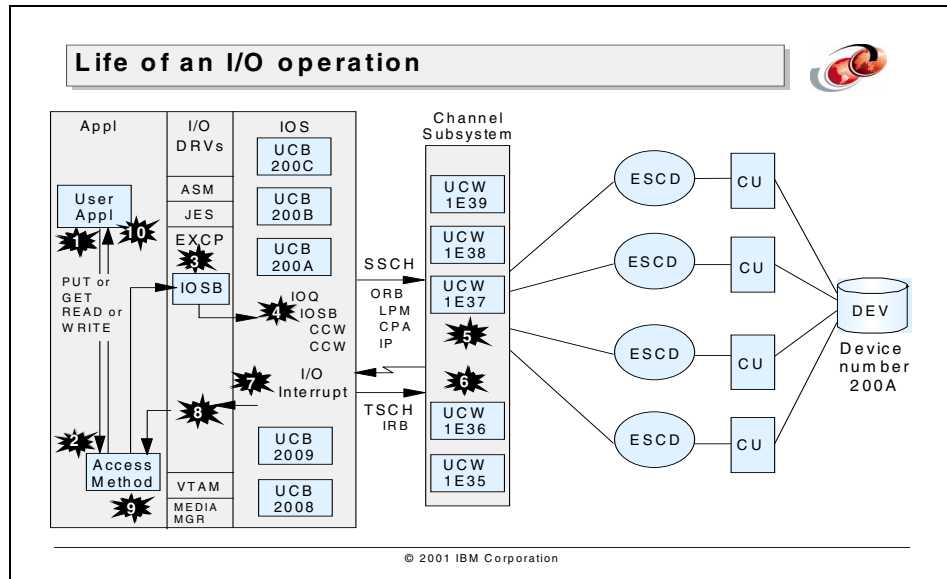 Life of an I/O operation
Appl
I/O
DRVs
IOS
Channel
Subsystem
UCB
200C
ASM
JES
User
Appl
1
10
UCB
200B
EXCP
3
IOSB
UCB
200A
PUT or
GET
READ or
WRITE
4
IOQ
IOSB
CCW
CCW
SSCH
ORB
LPM
CPA
IP
UCW
1E39
UCW
1E38
UCW
1E37
5
7
I/O
Interrupt
6
8
TSCH
IRB
2
Access
Method
9
UCB
2009
UCW
1E36
VTAM
MEDIA
MGR
UCB
2008
UCW
1E35
ESCD
CU
ESCD
CU
ESCD
CU
ESCD
CU
DEV
Device
number
200A
© 2001 IBM Corporation